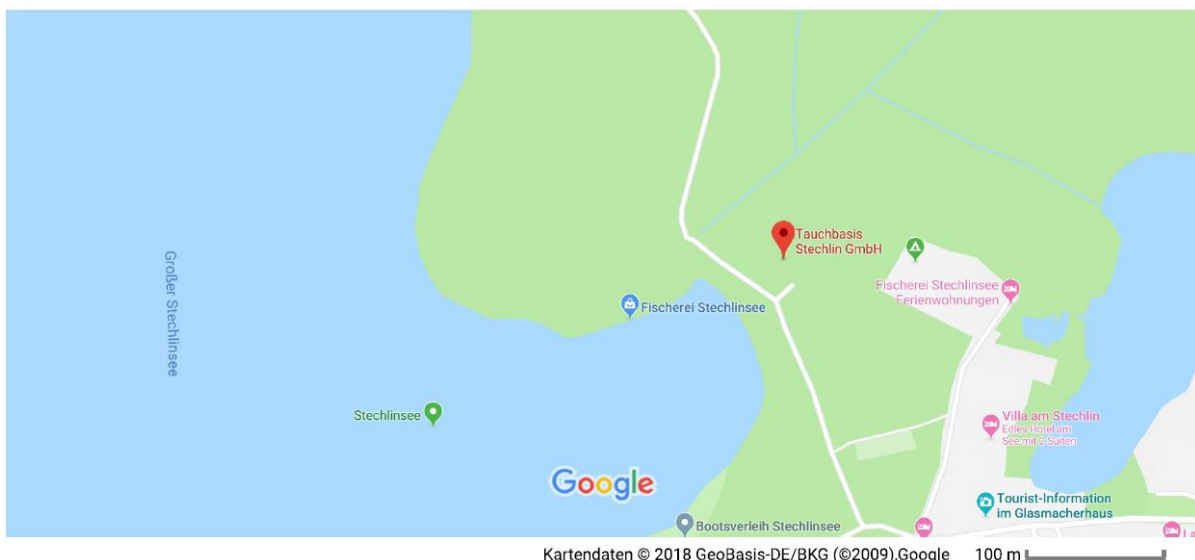 Tauchbasis
Stechlin GmbH
Großer Stechlinsee
Fischerei Stechlinsee
Ferienwohnungen
Fischerei Stechlinsee
Stechlinsee
Villa am Stechlin
Edles Hotel am
See mit 2 Suiten
Google
Tourist-Information
im Glasmacherhaus
Bootsverleih Stechlinsee
La
Kartendaten © 2018 GeoBasis-DE/BKG (©2009),Google 100 m